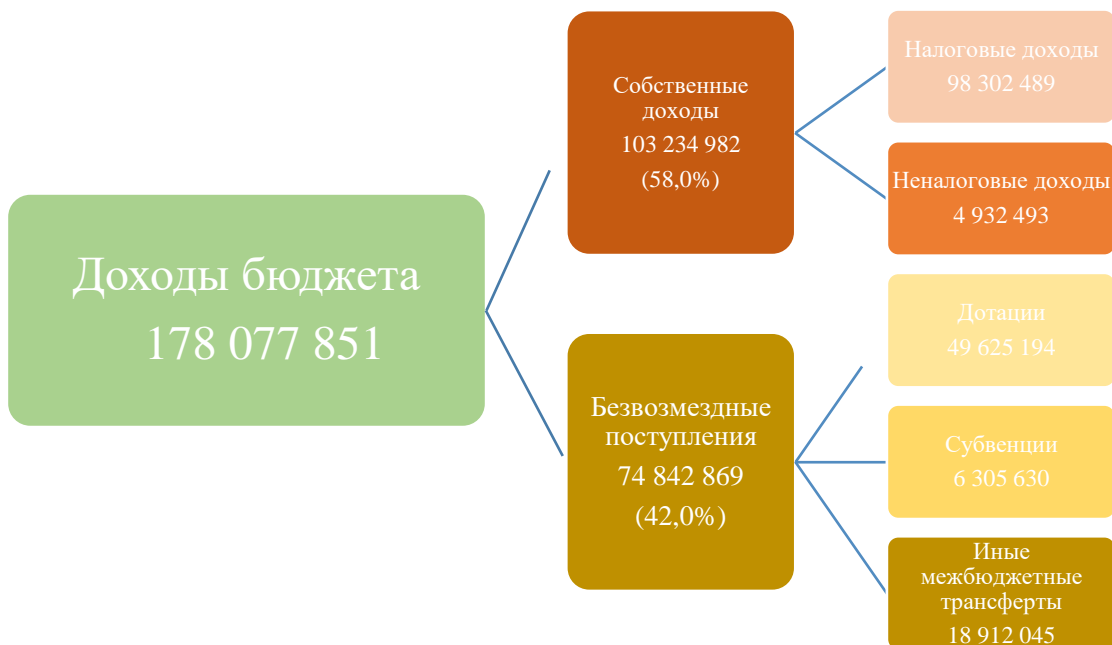 Доходы бюджета
178 077 851
Собственные
доходы
103 234 982
(58,0%)
Безвозмездные
поступления
74 842 869
(42,0%)
Налоговые доходы
98 302 489
Неналоговые доходы
4 932 493
Дотации
49 625 194
Субвенции
6 305 630
Иные
межбюджетные
трансферты
18 912 045